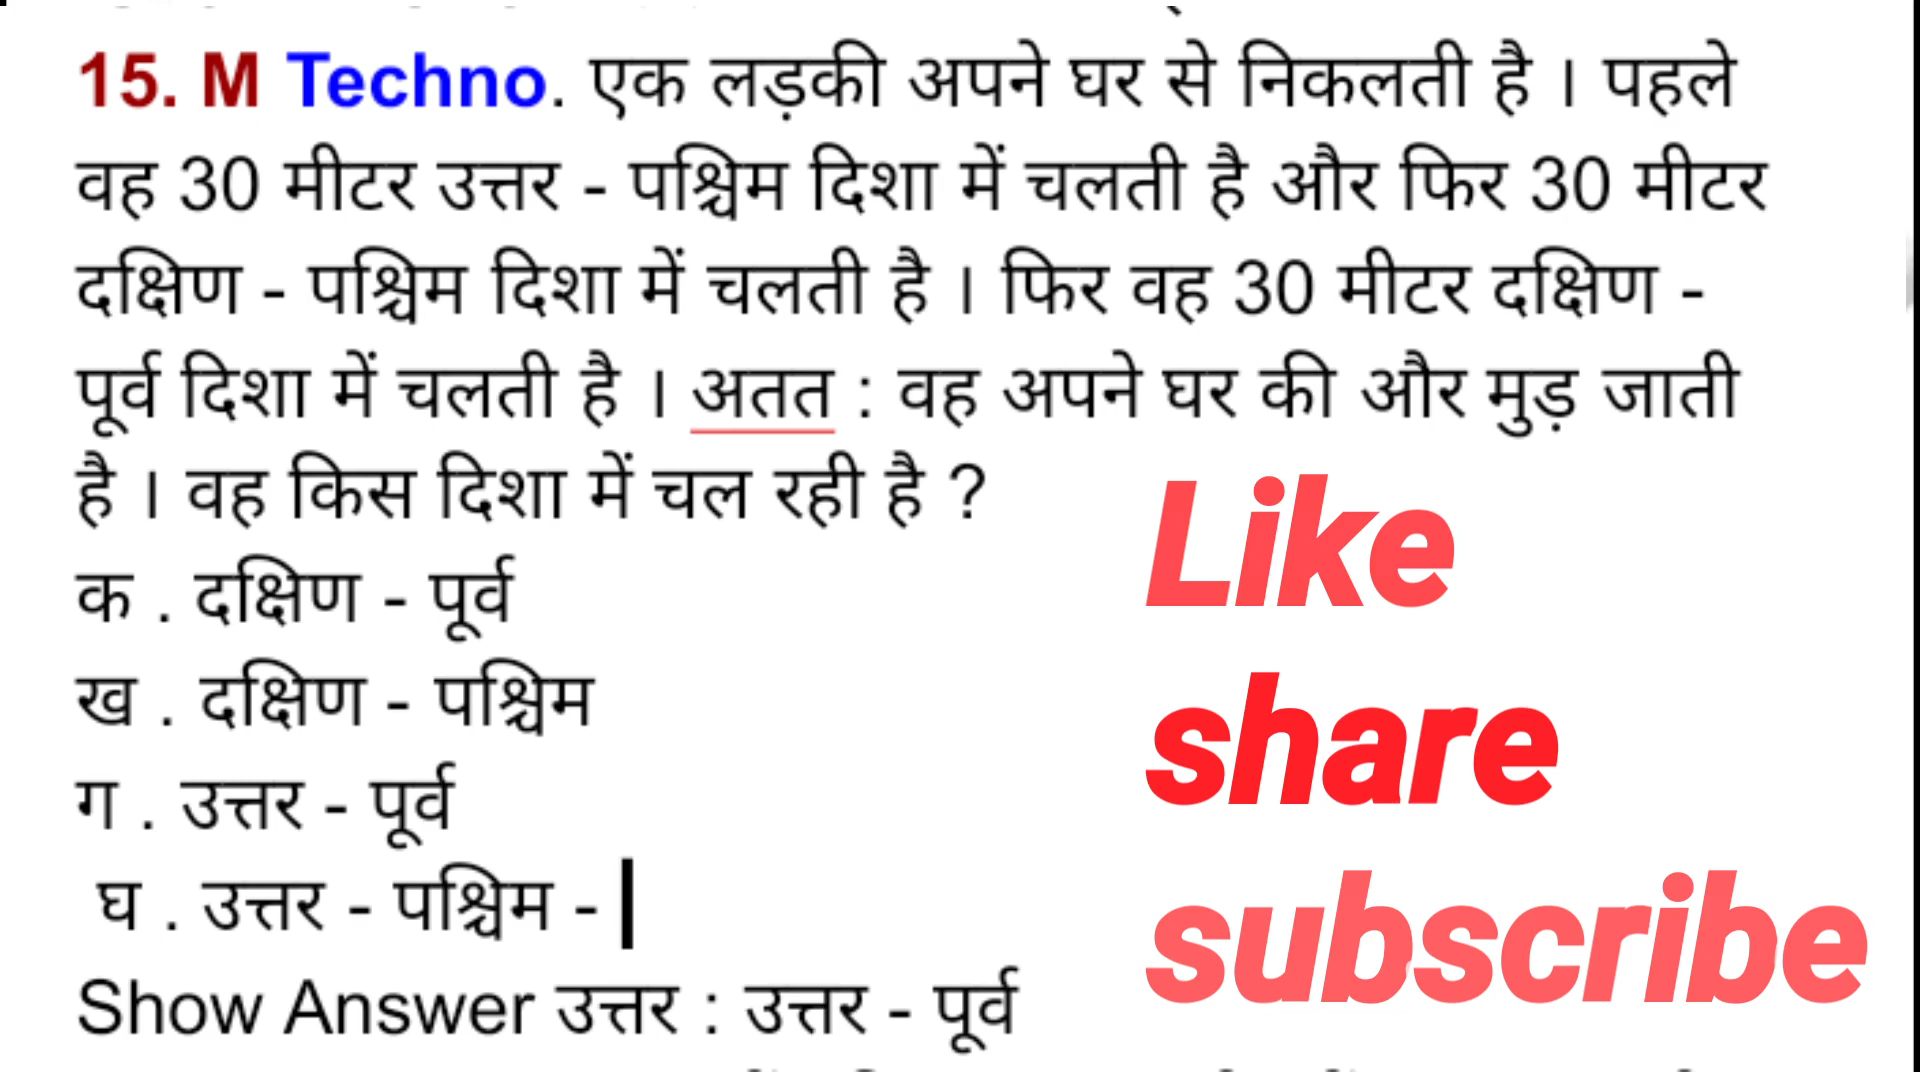 15. M Techno. एक लड़की अपने घर से निकलती है । पहले
वह 30 मीटर उत्तर - पश्चिम दिशा में चलती है और फिर 30 मीटर
दक्षिण - पश्चिम दिशा में चलती है । फिर वह 30 मीटर दक्षिण -
पूर्व दिशा में चलती है । अतत : वह अपने घर की और मुड़ जाती
है । वह किस दिशा में चल रही है ?
क . दक्षिण - पूर्व
ख . दक्षिण - पश्चिम
ग . उत्तर - पूर्व
घ . उत्तर - पश्चिम -
Show Answer उत्तर : उत्तर - पूर्व
Like
share
subscribe